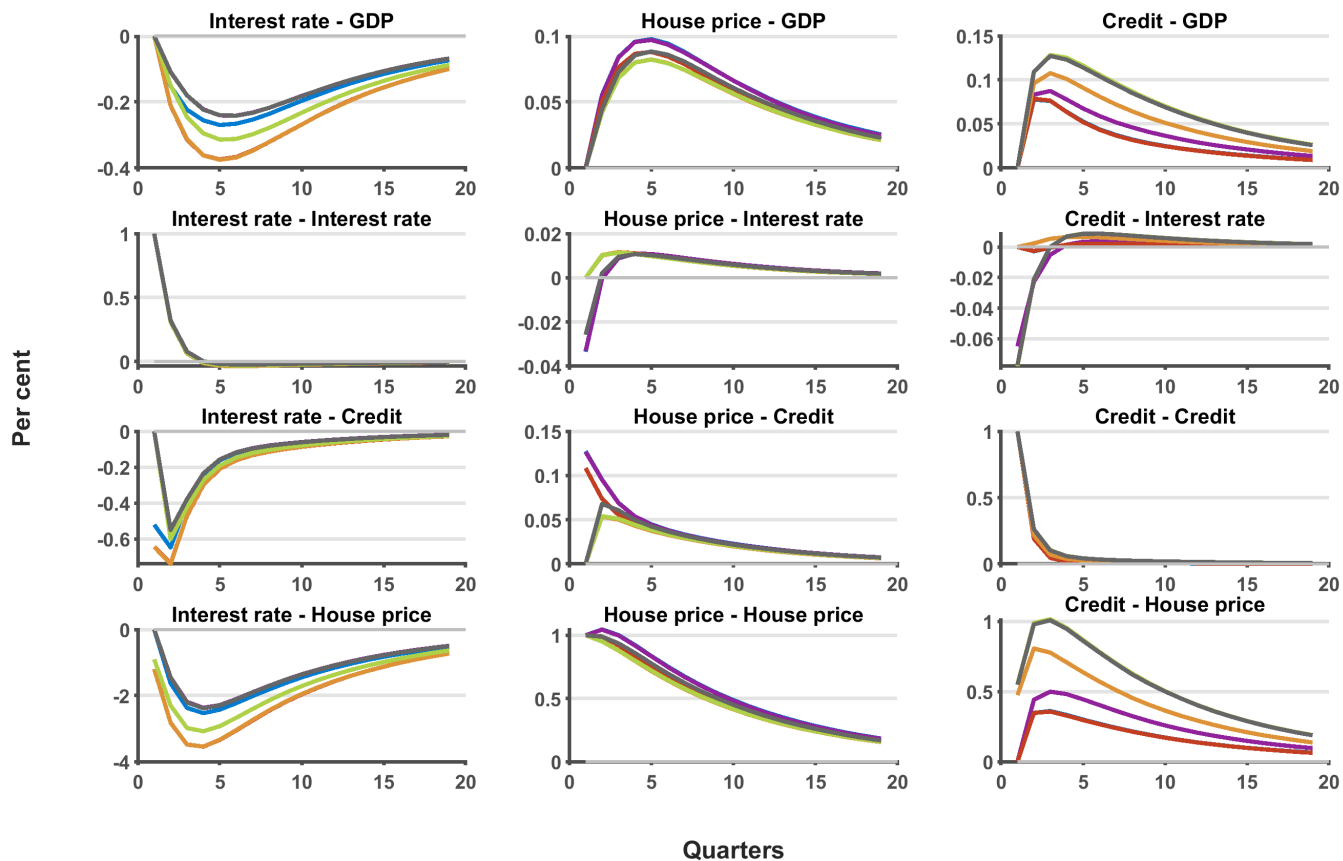 Interest rate - GDP
House price - GDP
Credit - GDP
0
-0.2
-0.4
0 5 10 15 20
0.1
0.05
0
0 5 10 15 20
0.15
0.1
0.05
0
0 5 10 15 20
Interest rate - Interest rate
House price - Interest rate
Credit - Interest rate
1
0.5
0
0 5 10 15 20
0.02
0
-0.02
-0.04
0 5 10 15 20
0
-0.02
-0.04
-0.06
0 5 10 15 20
Per cent
Interest rate - Credit
House price - Credit
Credit - Credit
0
-0.2
-0.4
-0.6
0 5 10 15 20
0.15
0.1
0.05
0
0 5 10 15 20
1
0.5
0
0 5 10 15 20
Interest rate - House price
House price - House price
Credit - House price
0
-2
-4
0 5 10 15 20
1
0.5
0
0 5 10 15 20
1
0.5
0
0 5 10 15 20
Quarters